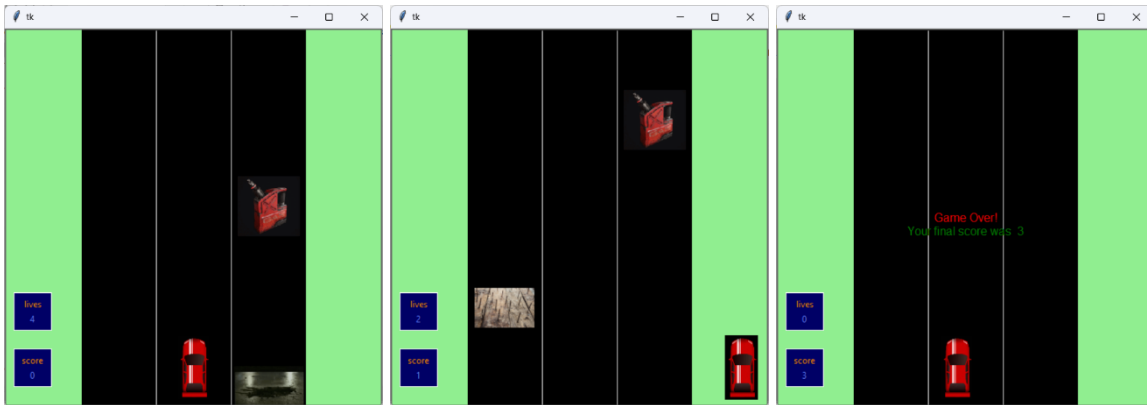 tk
lives
4
score
0
tk
lives
2
score
1
tk
Game Over!
Your final score was 3
lives
0
score
3